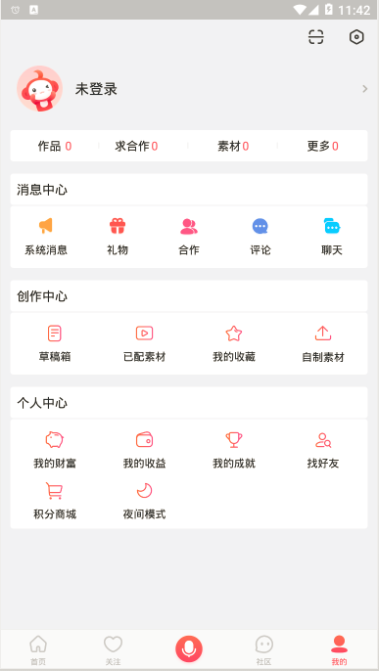 11:42
未登录
作品 0 求合作0 素材0 更多0
消息中心
系统消息 礼物 合作 评论 聊天
创作中心
草稿箱 已配素材 我的收藏 自制素材
个人中心
我的财富 我的收益 我的成就 找好友
积分商城 夜间模式
首页 关注 社区 我的